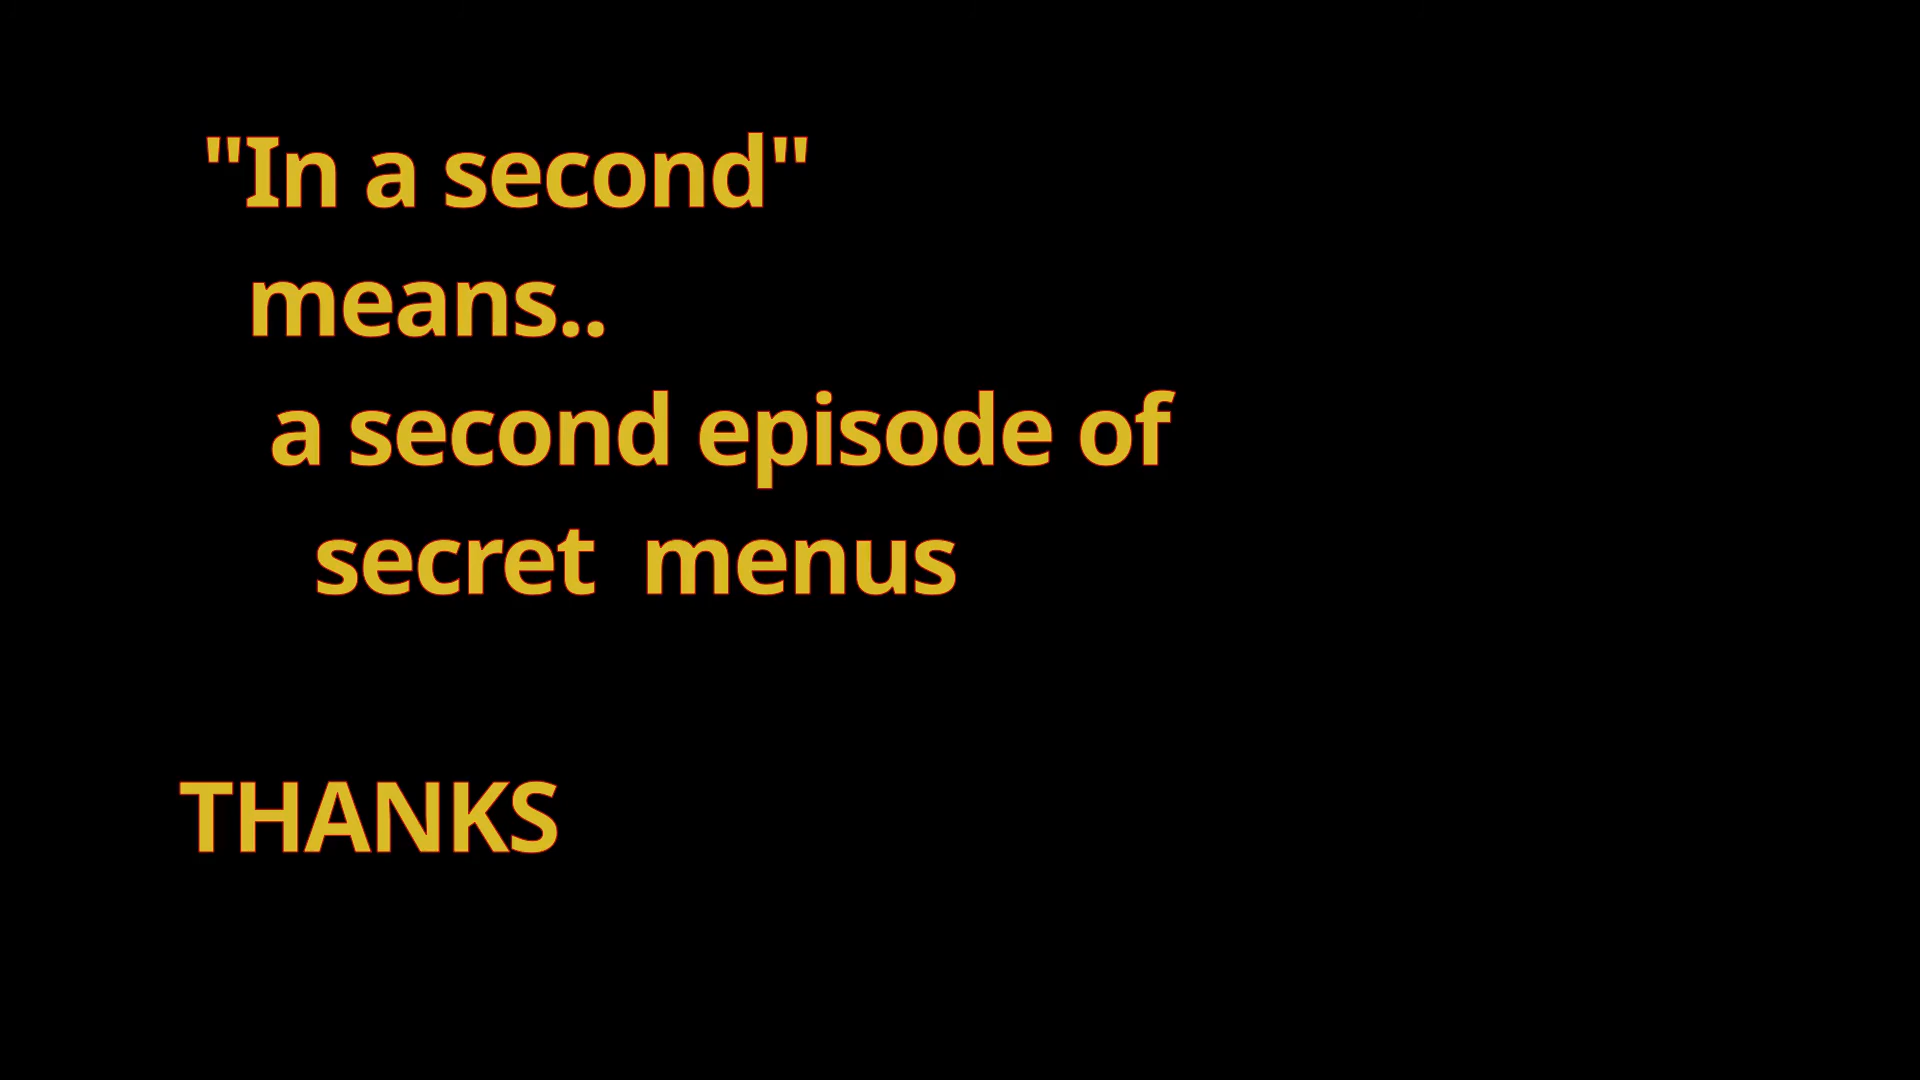 "In a second"
means..
a second episode of
secret  menus
THANKS